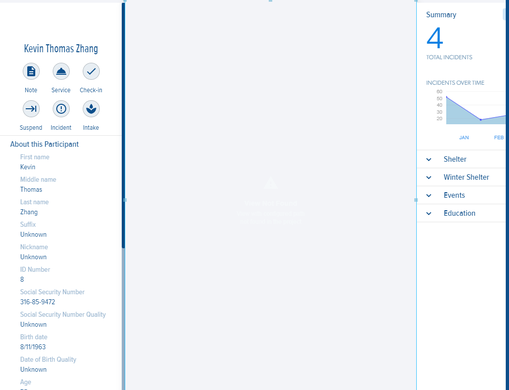 Kevin Thomas Zhang
Note Service Check-in
Suspend Incident Intake
About this Participant
First name
Kevin
Middle name
Thomas
Last name
Zhang
Suffix
Unknown
Nickname
Unknown
ID Number
8
Social Security Number
316-85-9472
Social Security Number Quality
Unknown
Birth date
8/11/1963
Date of Birth Quality
Unknown
Age
Summary
4
TOTAL INCIDENTS
INCIDENTS OVER TIME
60
50
40
30
20
JAN FEB
Shelter
Winter Shelter
Events
Education